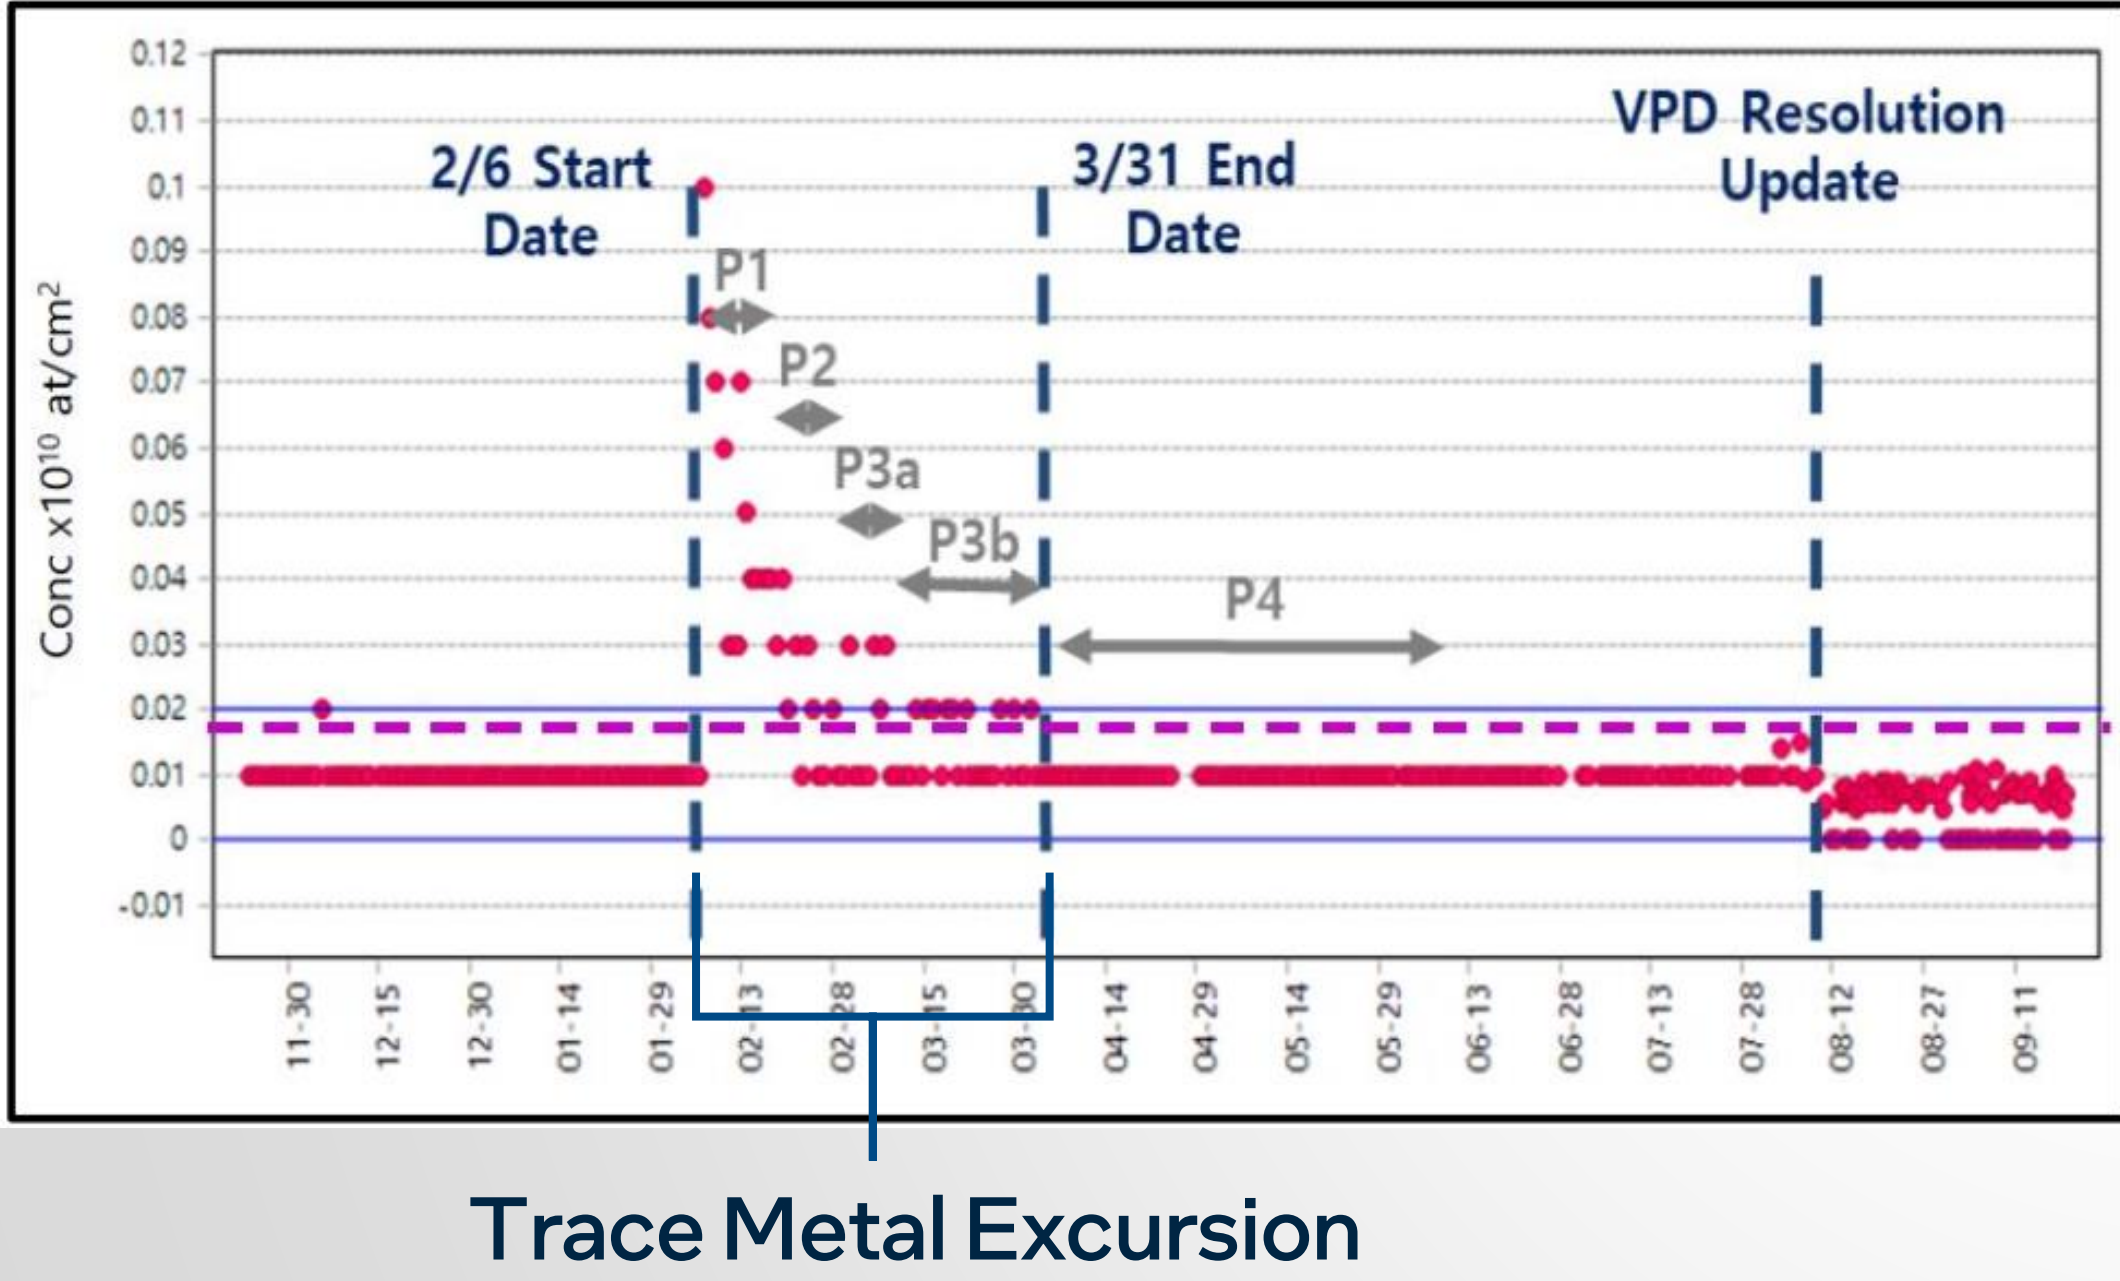 0.12
0.11
0.1
0.09
0.08
0.07
0.06
0.05
0.04
0.03
0.02
0.01
0
-0.01
Conc x10¹⁰ at/cm²
2/6 Start
Date
3/31 End
Date
VPD Resolution
Update
P1
P2
P3a
P3b
P4
11-30
12-15
12-30
01-14
01-29
02-13
02-28
03-15
03-30
04-14
04-29
05-14
05-29
06-13
06-28
07-13
07-28
08-12
08-27
09-11
Trace Metal Excursion